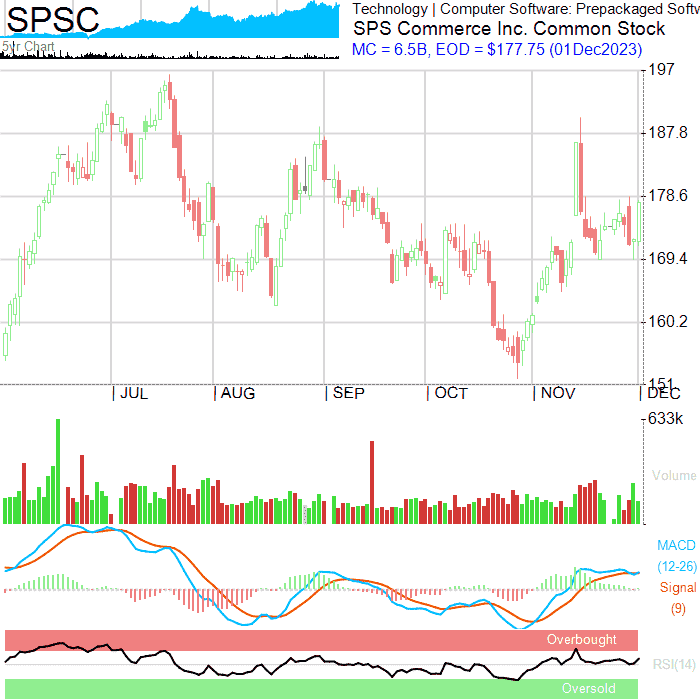 SPSC
5yr Chart
Technology | Computer Software: Prepackaged Softw
SPS Commerce Inc. Common Stock
MC = 6.5B, EOD = $177.75 (01Dec2023)
197
187.8
178.6
169.4
160.2
151
JUL
AUG
SEP
OCT
NOV
DEC
633k
Volume
MACD
(12-26)
Signal
(9)
Overbought
RSI(14)
Oversold